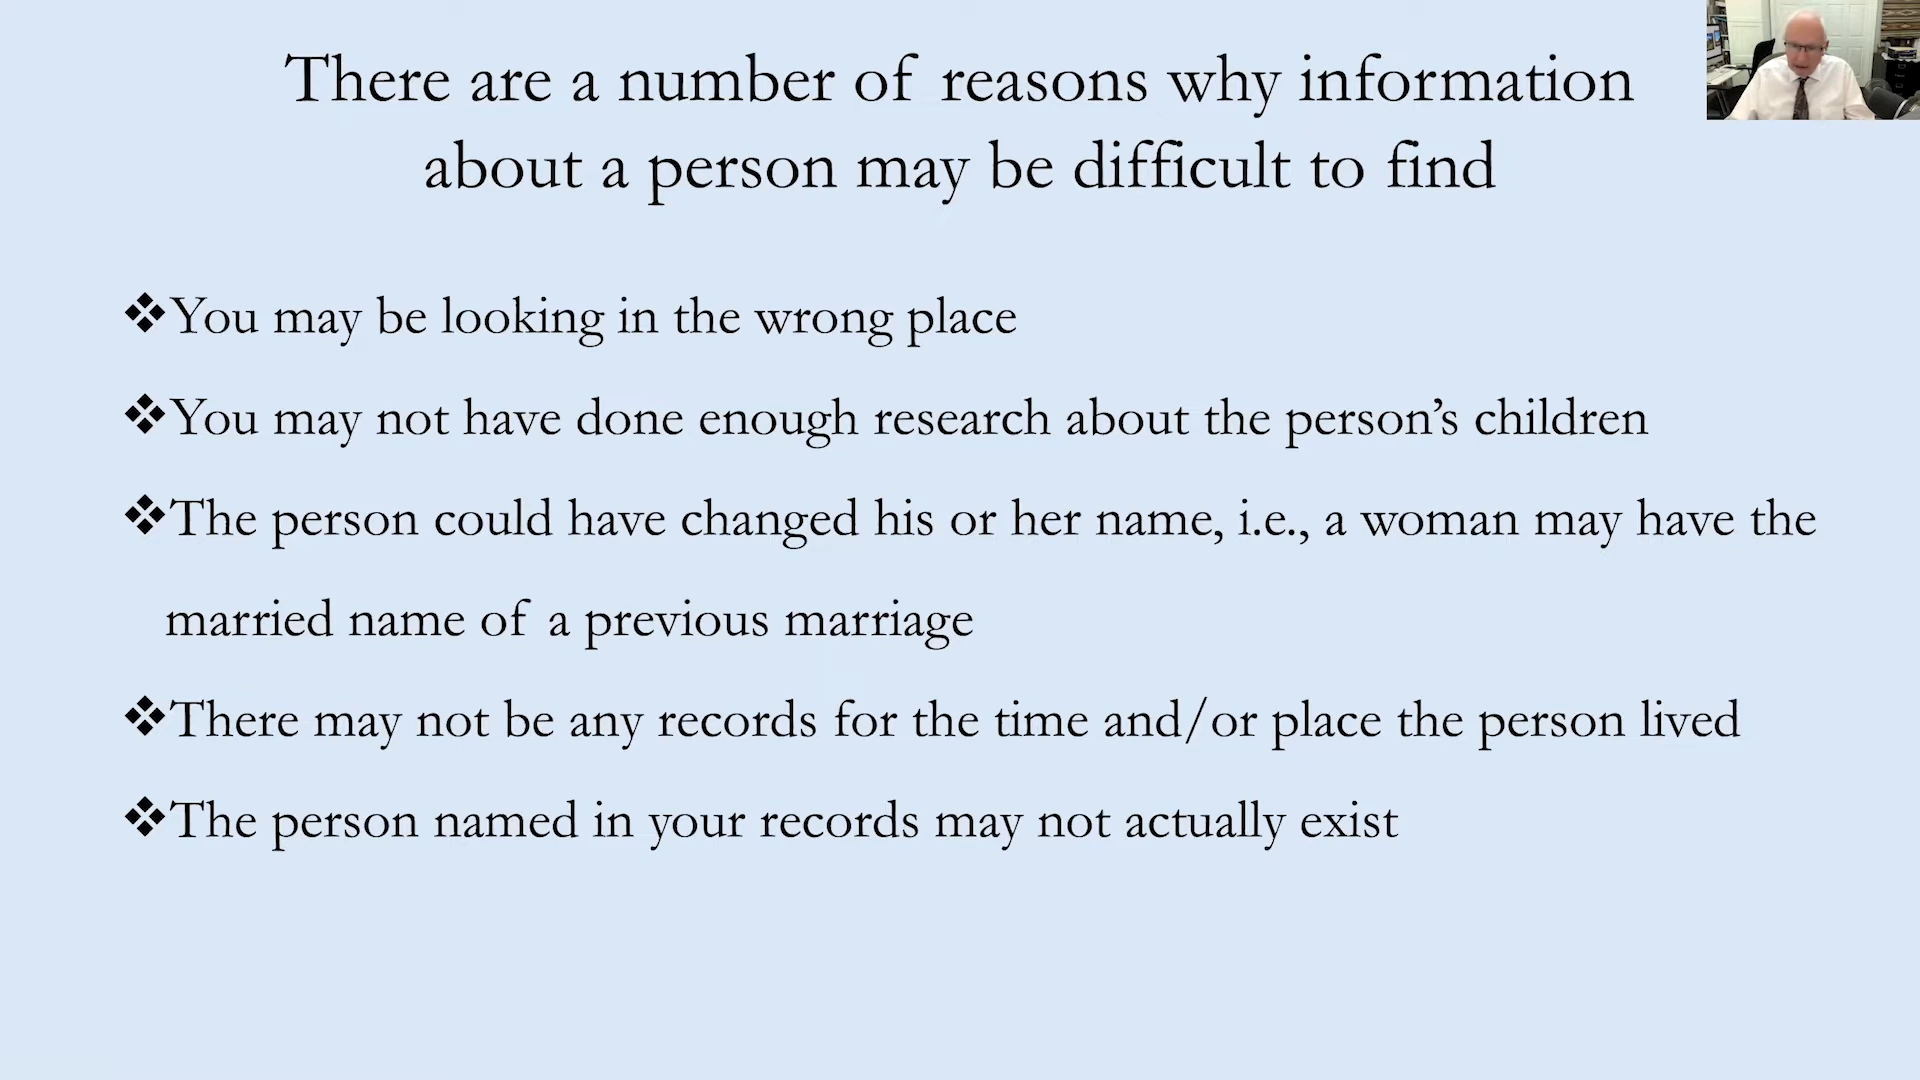 There are a number of reasons why information
about a person may be difficult to find
❖You may be looking in the wrong place
❖You may not have done enough research about the person’s children
❖The person could have changed his or her name, i.e., a woman may have the
married name of a previous marriage
❖There may not be any records for the time and/or place the person lived
❖The person named in your records may not actually exist